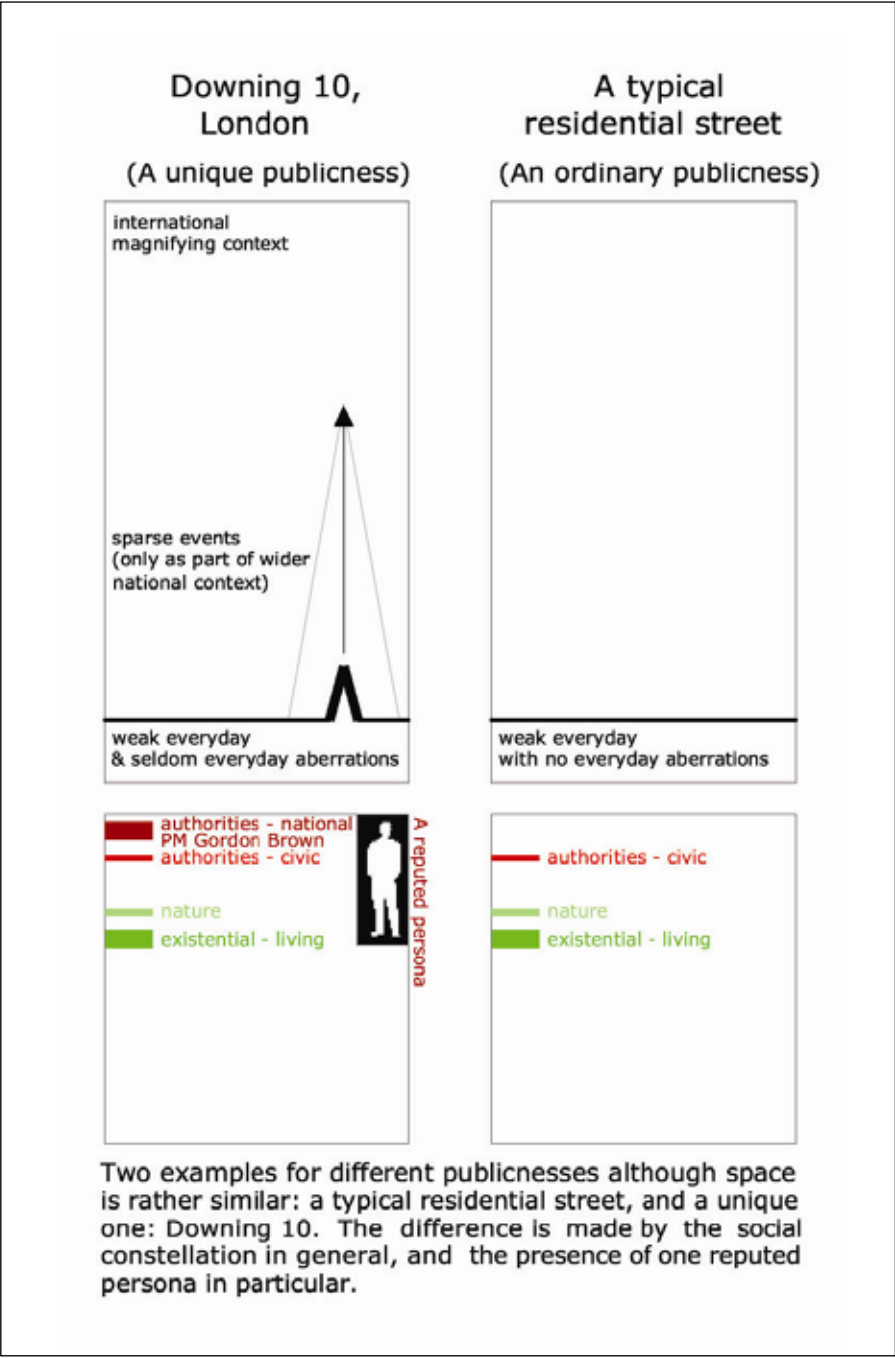 Downing 10,
London
(A unique publicness)
international
magnifying context
sparse events
(only as part of wider
national context)
weak everyday
& seldom everyday aberrations
authorities - national
PM Gordon Brown
authorities - civic
nature
existential - living
A reputed persona
A typical
residential street
(An ordinary publicness)
weak everyday
with no everyday aberrations
authorities - civic
nature
existential - living
Two examples for different publicnesses although space
is rather similar: a typical residential street, and a unique
one: Downing 10. The difference is made by the social
constellation in general, and the presence of one reputed
persona in particular.